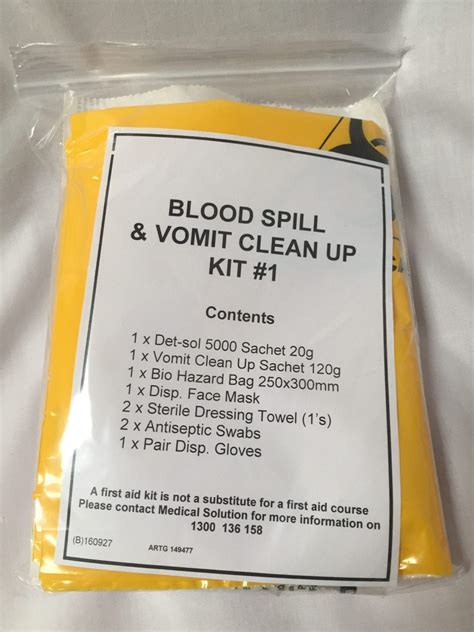 BLOOD SPILL
& VOMIT CLEAN UP
KIT #1
Contents
1 x Det-sol 5000 Sachet 20g
1 x Vomit Clean Up Sachet 120g
1 x Bio Hazard Bag 250x300mm
1 x Disp. Face Mask
2 x Sterile Dressing Towel (1's)
2 x Antiseptic Swabs
1 x Pair Disp. Gloves
A first aid kit is not a substitute for a first aid course
Please contact Medical Solution for more information on
1300 136 158
(B)160927
ARTG 149477